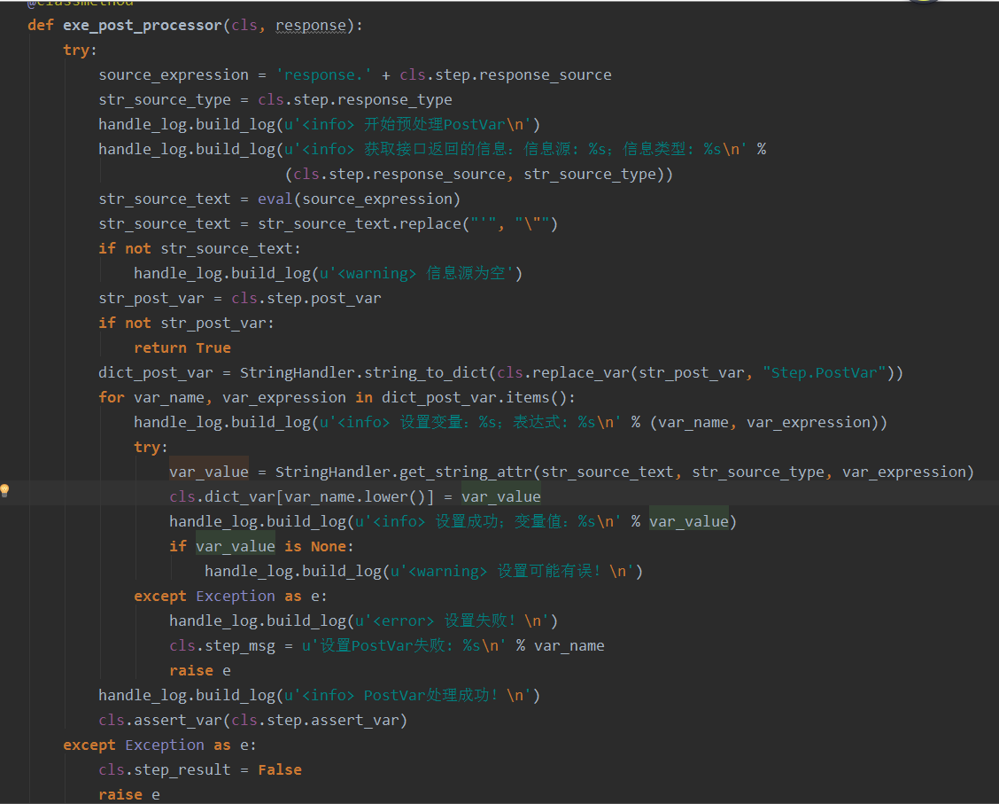 @classmethod
def exe_post_processor(cls, response):
try:
source_expression = 'response.' + cls.step.response_source
str_source_type = cls.step.response_type
handle_log.build_log(u'<info> 开始预处理PostVar\n')
handle_log.build_log(u'<info> 获取接口返回的信息：信息源: %s；信息类型: %s\n' %
(cls.step.response_source, str_source_type))
str_source_text = eval(source_expression)
str_source_text = str_source_text.replace("'", "\"")
if not str_source_text:
handle_log.build_log(u'<warning> 信息源为空')
str_post_var = cls.step.post_var
if not str_post_var:
return True
dict_post_var = StringHandler.string_to_dict(cls.replace_var(str_post_var, "Step.PostVar"))
for var_name, var_expression in dict_post_var.items():
handle_log.build_log(u'<info> 设置变量：%s；表达式: %s\n' % (var_name, var_expression))
try:
var_value = StringHandler.get_string_attr(str_source_text, str_source_type, var_expression)
cls.dict_var[var_name.lower()] = var_value
handle_log.build_log(u'<info> 设置成功；变量值：%s\n' % var_value)
if var_value is None:
handle_log.build_log(u'<warning> 设置可能有误！\n')
except Exception as e:
handle_log.build_log(u'<error> 设置失败！\n')
cls.step_msg = u'设置PostVar失败: %s\n' % var_name
raise e
handle_log.build_log(u'<info> PostVar处理成功！\n')
cls.assert_var(cls.step.assert_var)
except Exception as e:
cls.step_result = False
raise e